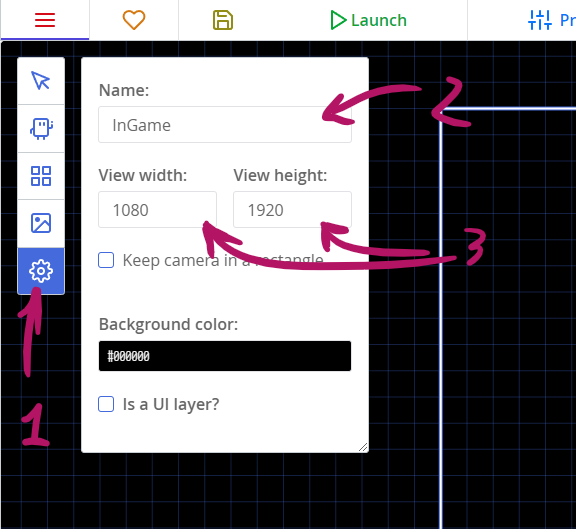 Launch
Pr
Name:
InGame
2
View width: View height:
1080 1920
3
Keep camera in a rectangle
Background color:
#000000
Is a UI layer?
1